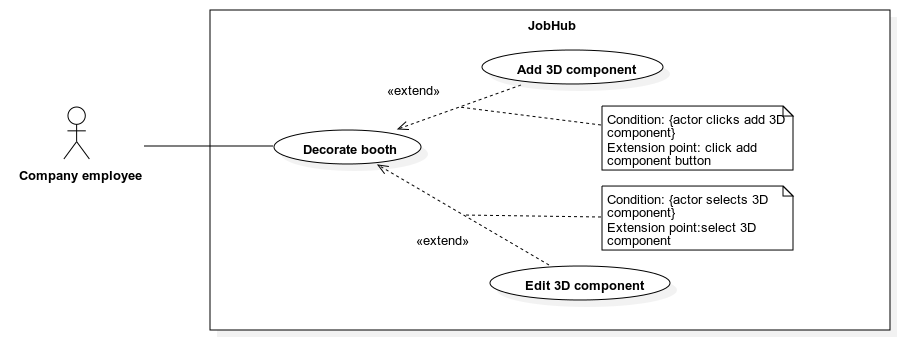 JobHub
Add 3D component
«extend»
Condition: {actor clicks add 3D
component}
Extension point: click add
component button
Decorate booth
Company employee
Condition: {actor selects 3D
component}
Extension point:select 3D
component
«extend»
Edit 3D component